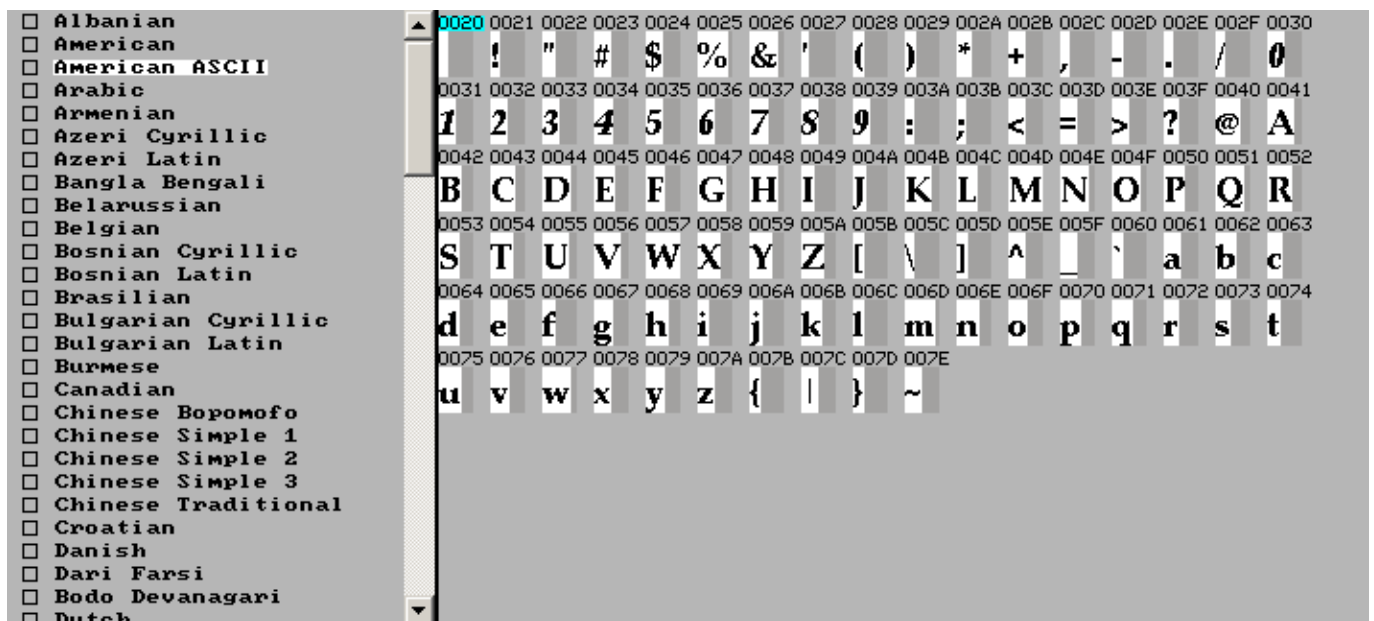 Albanian
American
American ASCII
Arabic
Armenian
Azeri Cyrillic
Azeri Latin
Bangla Bengali
Belarussian
Belgian
Bosnian Cyrillic
Bosnian Latin
Brasilian
Bulgarian Cyrillic
Bulgarian Latin
Burmese
Canadian
Chinese Bopomofo
Chinese Simple 1
Chinese Simple 2
Chinese Simple 3
Chinese Traditional
Croatian
Danish
Dari Farsi
Bodo Devanagari
Dutch
0020 0021 0022 0023 0024 0025 0026 0027 0028 0029 002A 002B 002C 002D 002E 002F 0030
! " # $ % & ' ( ) * + , - . / 0
0031 0032 0033 0034 0035 0036 0037 0038 0039 003A 003B 003C 003D 003E 003F 0040 0041
1 2 3 4 5 6 7 8 9 : ; < = > ? @ A
0042 0043 0044 0045 0046 0047 0048 0049 004A 004B 004C 004D 004E 004F 0050 0051 0052
B C D E F G H I J K L M N O P Q R
0053 0054 0055 0056 0057 0058 0059 005A 005B 005C 005D 005E 005F 0060 0061 0062 0063
S T U V W X Y Z [ \ ] ^ _ ` a b c
0064 0065 0066 0067 0068 0069 006A 006B 006C 006D 006E 006F 0070 0071 0072 0073 0074
d e f g h i j k l m n o p q r s t
0075 0076 0077 0078 0079 007A 007B 007C 007D 007E
u v w x y z { | } ~